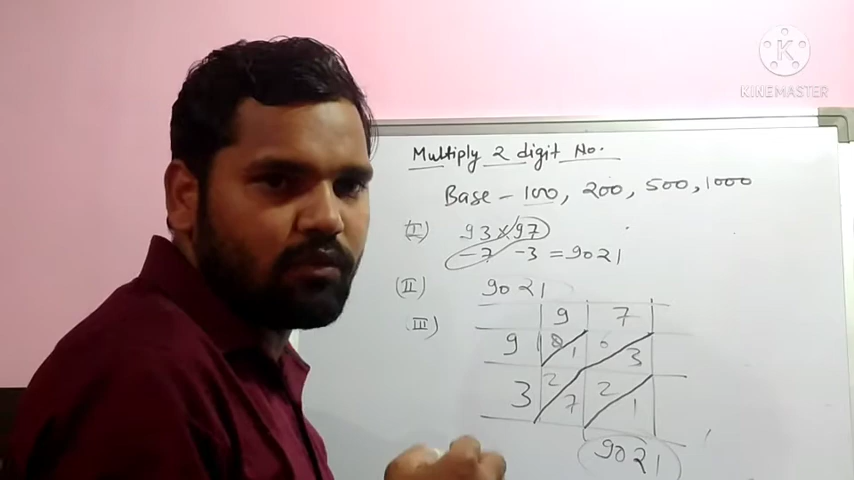 K
KINEMASTER
Multiply 2 digit No.
Base - 100, 200, 500, 1000
(I) 93 × 97
-7 -3 = 9021
(II) 9021
(III) 9 7
9 8 1 6 3
3 2 7 2 1
9021